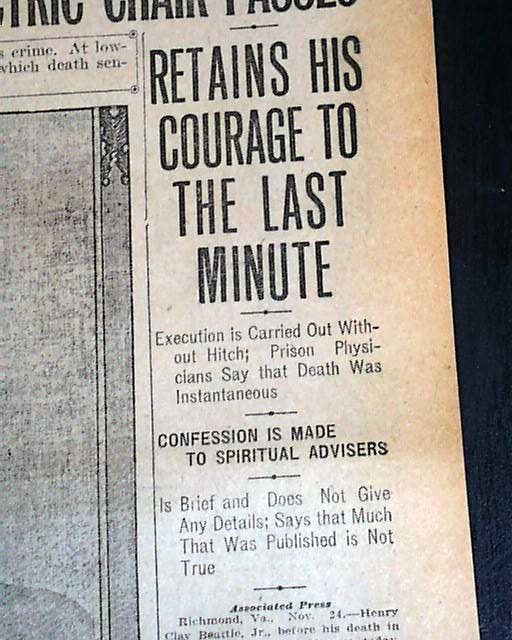 CTRIC CHAIR PASSES
s crime. At low-
which death sen-
RETAINS HIS
COURAGE TO
THE LAST
MINUTE
Execution is Carried Out With-
out Hitch; Prison Physi-
cians Say that Death Was
Instantaneous
CONFESSION IS MADE
TO SPIRITUAL ADVISERS
Is Brief and Does Not Give
Any Details; Says that Much
That Was Published is Not
True
Associated Press
Richmond, Va., Nov. 24.—Henry
Clay Beattie, Jr., before his death in